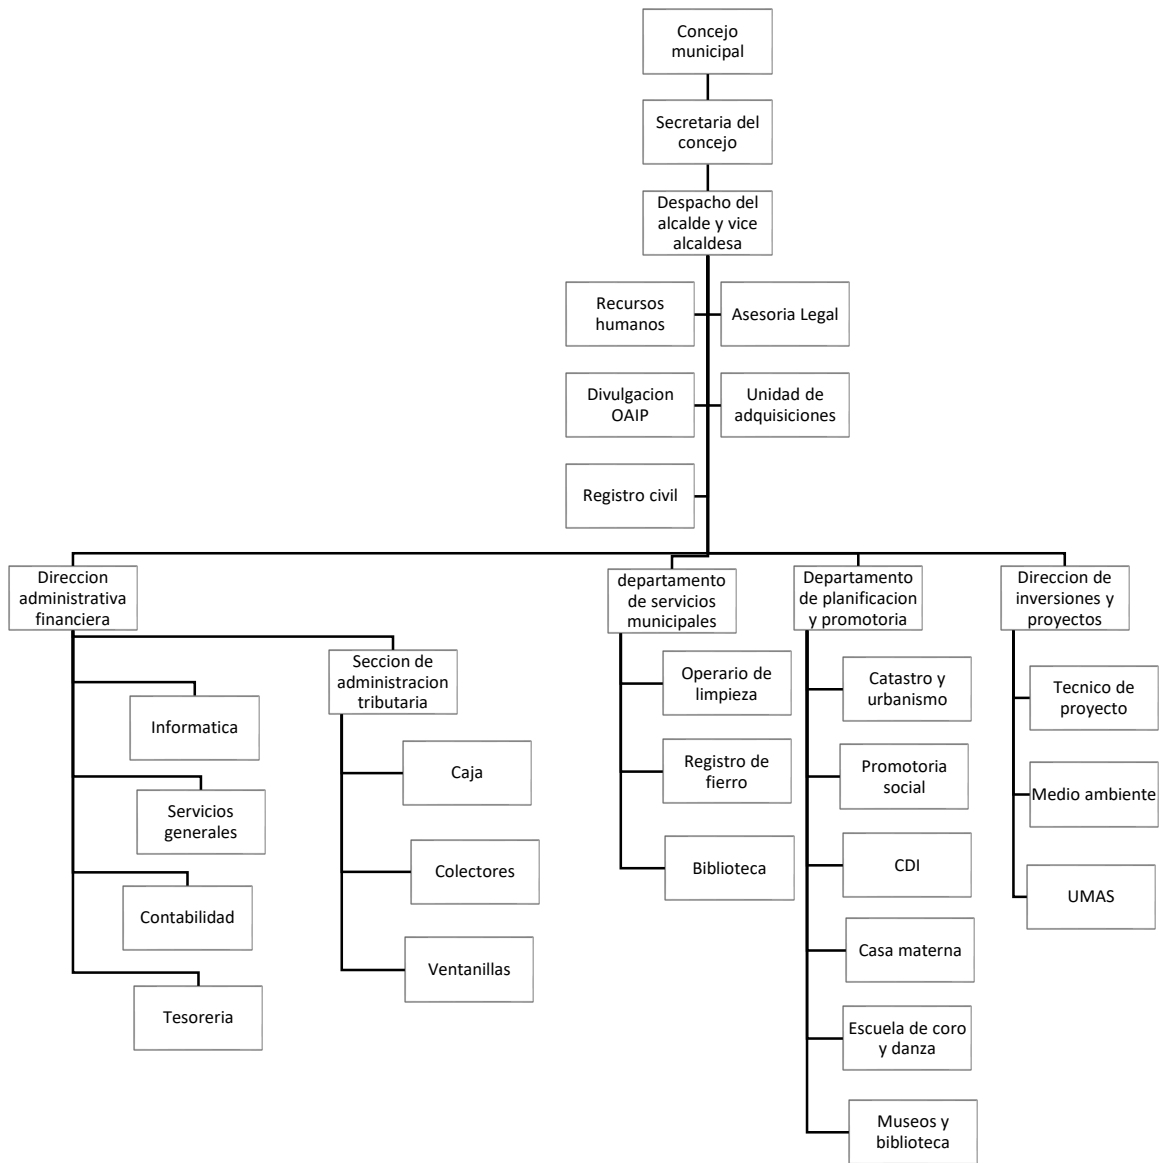 Concejo
municipal
Secretaria del
concejo
Despacho del
alcalde y vice
alcaldesa
Recursos
humanos
Asesoria Legal
Divulgacion
OAIP
Unidad de
adquisiciones
Registro civil
Direccion
administrativa
financiera
Seccion de
administracion
tributaria
Informatica
Servicios
generales
Contabilidad
Tesoreria
Caja
Colectores
Ventanillas
departamento
de servicios
municipales
Operario de
limpieza
Registro de
fierro
Biblioteca
Departamento
de planificacion
y promotoria
Catastro y
urbanismo
Promotoria
social
CDI
Casa materna
Escuela de coro
y danza
Museos y
biblioteca
Direccion de
inversiones y
proyectos
Tecnico de
proyecto
Medio ambiente
UMAS